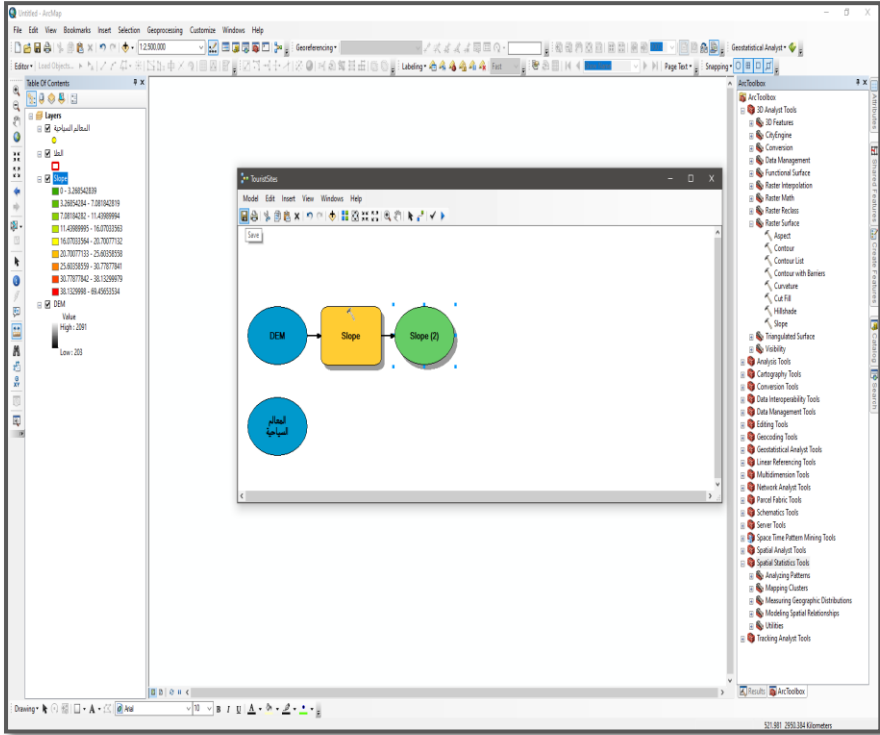 Untitled - ArcMap
File Edit View Bookmarks Insert Selection Geoprocessing Customize Windows Help
1:2,500,000 Georeferencing Geostatistical Analyst
Editor Load Objects... Labeling Fast Page Text Snapping
Table Of Contents
Layers
المعالم السياحية
العلا
Slope
0 - 3.268542839
3.26854284 - 7.081842819
7.08184282 - 11.43989994
11.43989995 - 16.07033563
16.07033564 - 20.70077132
20.70077133 - 25.60358558
25.60358559 - 30.77877841
30.77877842 - 38.13299979
38.1329998 - 69.45653534
DEM
Value
High : 2091
Low : 203
TouristSites
Model Edit Insert View Windows Help
Save
DEM
Slope
Slope (2)
المعالم
السياحية
ArcToolbox
ArcToolbox
3D Analyst Tools
3D Features
CityEngine
Conversion
Data Management
Functional Surface
Raster Interpolation
Raster Math
Raster Reclass
Raster Surface
Aspect
Contour
Contour List
Contour with Barriers
Curvature
Cut Fill
Hillshade
Slope
Triangulated Surface
Visibility
Analysis Tools
Cartography Tools
Conversion Tools
Data Interoperability Tools
Data Management Tools
Editing Tools
Geocoding Tools
Geostatistical Analyst Tools
Linear Referencing Tools
Multidimension Tools
Network Analyst Tools
Parcel Fabric Tools
Schematics Tools
Server Tools
Space Time Pattern Mining Tools
Spatial Analyst Tools
Spatial Statistics Tools
Analyzing Patterns
Mapping Clusters
Measuring Geographic Distributions
Modeling Spatial Relationships
Utilities
Tracking Analyst Tools
Results ArcToolbox
Attributes
Shared Features
Create Features
Catalog
Search
Drawing A Arial 10 B I U A
521.981 2950.384 Kilometers